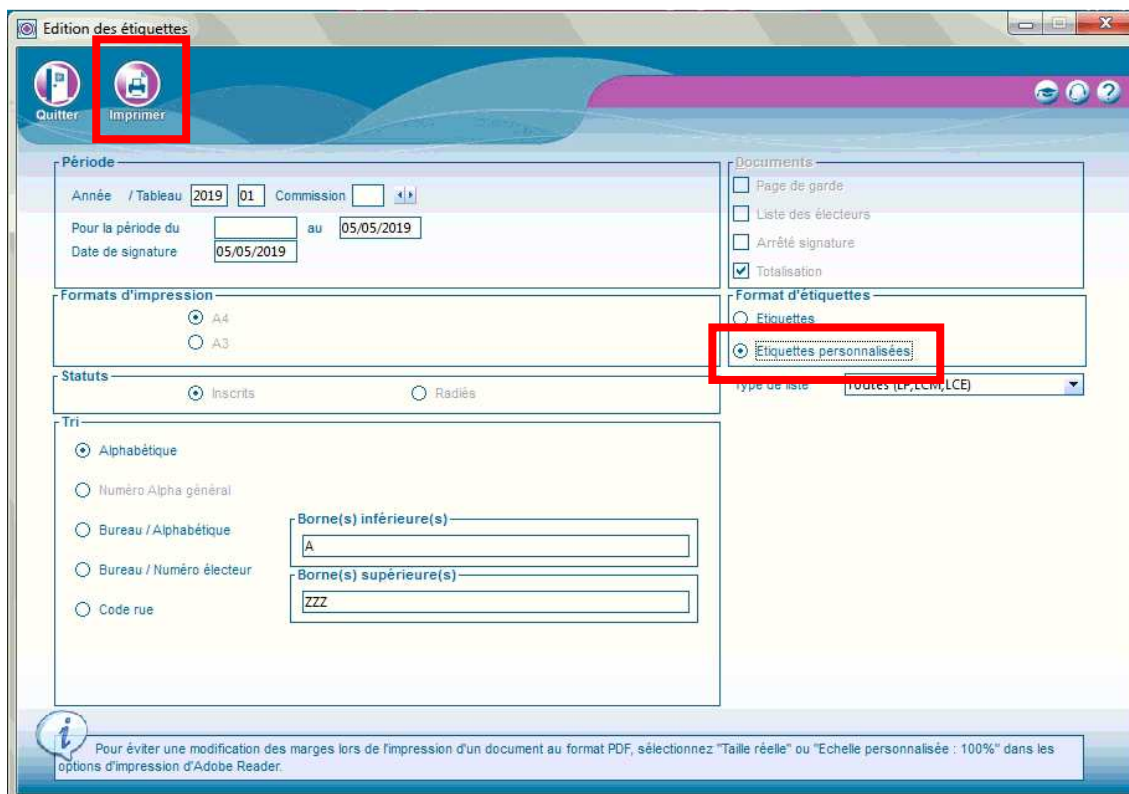 Edition des étiquettes
Quitter
Imprimer
Période
Année / Tableau 2019 01 Commission
Pour la période du au 05/05/2019
Date de signature 05/05/2019
Documents
Page de garde
Liste des électeurs
Arrêté signature
Totalisation
Formats d'impression
A4
A3
Format d'étiquettes
Etiquettes
Etiquettes personnalisées
Type de liste Toutes (LP,LCM,LCE)
Statuts
Inscrits Radiés
Tri
Alphabétique
Numéro Alpha général
Bureau / Alphabétique
Bureau / Numéro électeur
Code rue
Borne(s) inférieure(s)
A
Borne(s) supérieure(s)
ZZZ
Pour éviter une modification des marges lors de l'impression d'un document au format PDF, sélectionnez "Taille réelle" ou "Echelle personnalisée : 100%" dans les
options d'impression d'Adobe Reader.